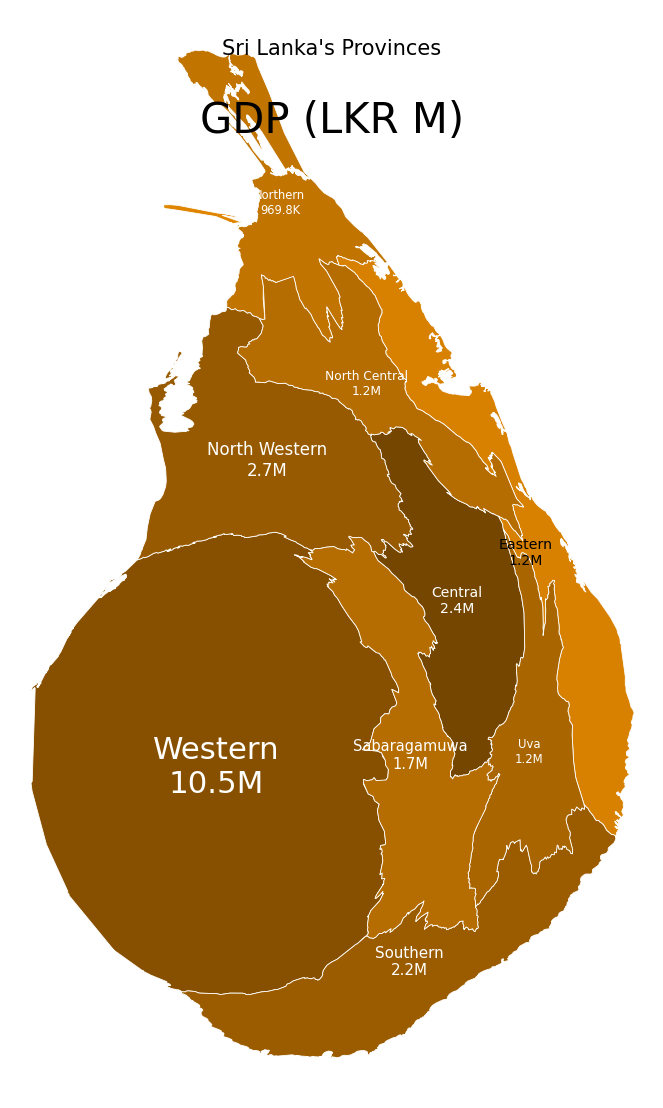 Sri Lanka's Provinces
GDP (LKR M)
Northern
969.8K
North Central
1.2M
North Western
2.7M
Eastern
1.2M
Central
2.4M
Western
10.5M
Sabaragamuwa
1.7M
Uva
1.2M
Southern
2.2M